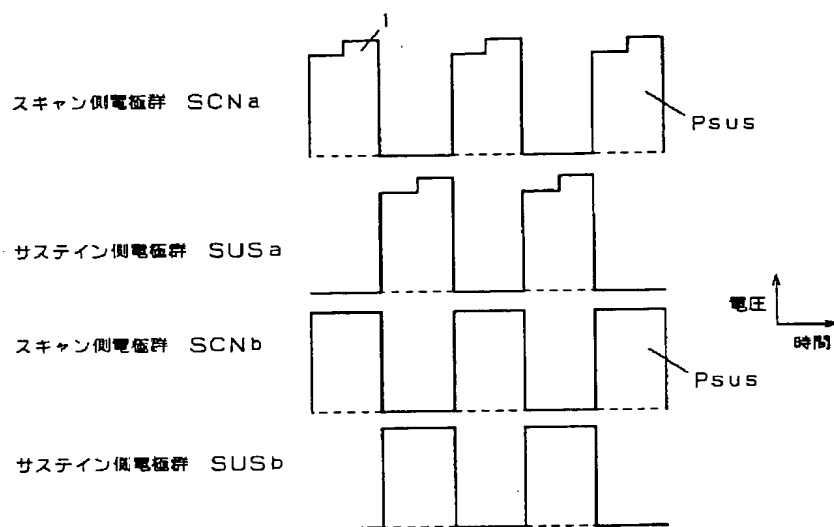 1
スキャン側電極群 SCNa
Psus
サステイン側電極群 SUSa
電圧
時間
スキャン側電極群 SCNb
Psus
サステイン側電極群 SUSb